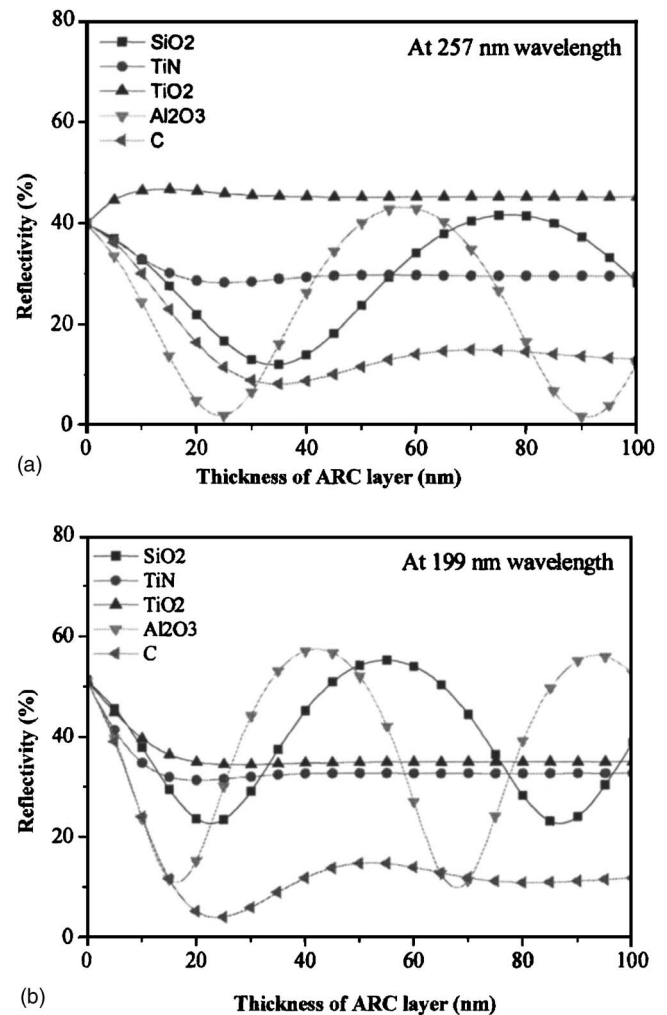 80
60
40
20
0
Reflectivity (%)
SiO2
TiN
TiO2
Al2O3
C
At 257 nm wavelength
0 20 40 60 80 100
Thickness of ARC layer (nm)
(a)
80
60
40
20
0
Reflectivity (%)
SiO2
TiN
TiO2
Al2O3
C
At 199 nm wavelength
0 20 40 60 80 100
Thickness of ARC layer (nm)
(b)